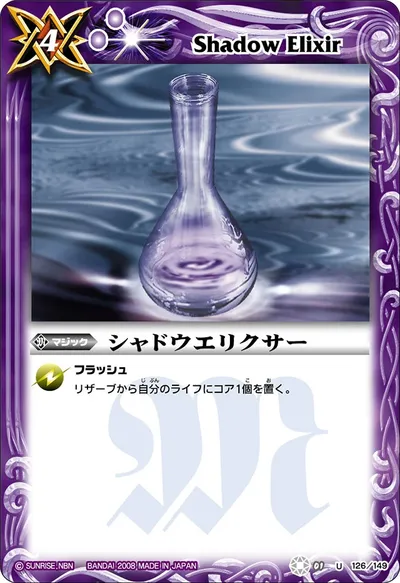 4
Shadow Elixir
マジック
シャドウエリクサー
フラッシュ
リザーブから自分のライフにコア1個を置く。
© SUNRISE.NBN BANDAI 2008 MADE IN JAPAN U 126/149